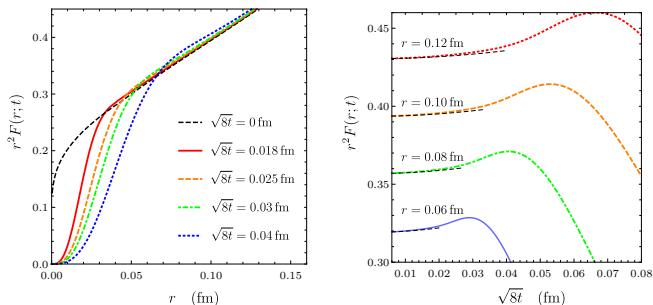 r²F(r; t)
0.4
0.3
0.2
0.1
0.0
0.00
0.05
0.10
0.15
r (fm)
√8t = 0 fm
√8t = 0.018 fm
√8t = 0.025 fm
√8t = 0.03 fm
√8t = 0.04 fm
r²F(r; t)
0.46
0.40
0.35
0.30
r = 0.12 fm
r = 0.10 fm
r = 0.08 fm
r = 0.06 fm
0.01
0.02
0.03
0.04
0.05
0.06
0.07
0.08
√8t (fm)